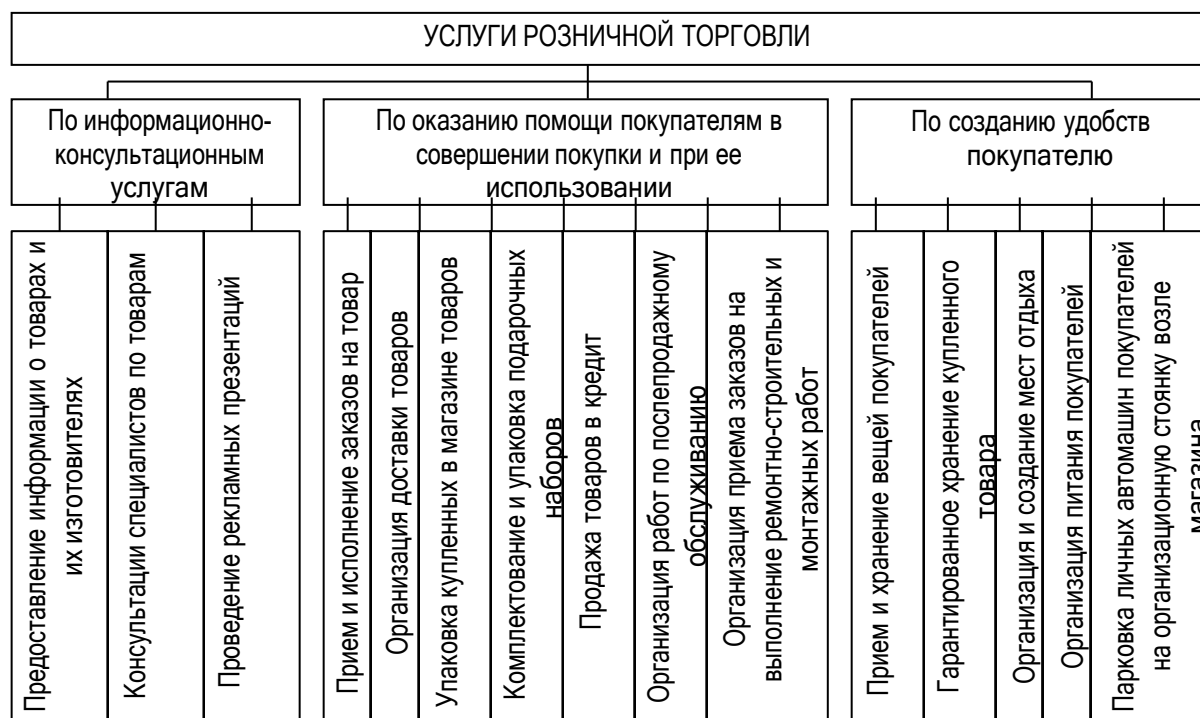 УСЛУГИ РОЗНИЧНОЙ ТОРГОВЛИ
По информационно-
консультационным
услугам
По оказанию помощи покупателям в
совершении покупки и при ее
использовании
По созданию удобств
покупателю
Предоставление информации о товарах и
их изготовителях
Консультации специалистов по товарам
Проведение рекламных презентаций
Прием и исполнение заказов на товар
Организация доставки товаров
Упаковка купленных в магазине товаров
Комплектование и упаковка подарочных
наборов
Продажа товаров в кредит
Организация работ по послепродажному
обслуживанию
Организация приема заказов на
выполнение ремонтно-строительных и
монтажных работ
Прием и хранение вещей покупателей
Гарантированное хранение купленного
товара
Организация и создание мест отдыха
Организация питания покупателей
Парковка личных автомашин покупателей
на организационную стоянку возле
магазина